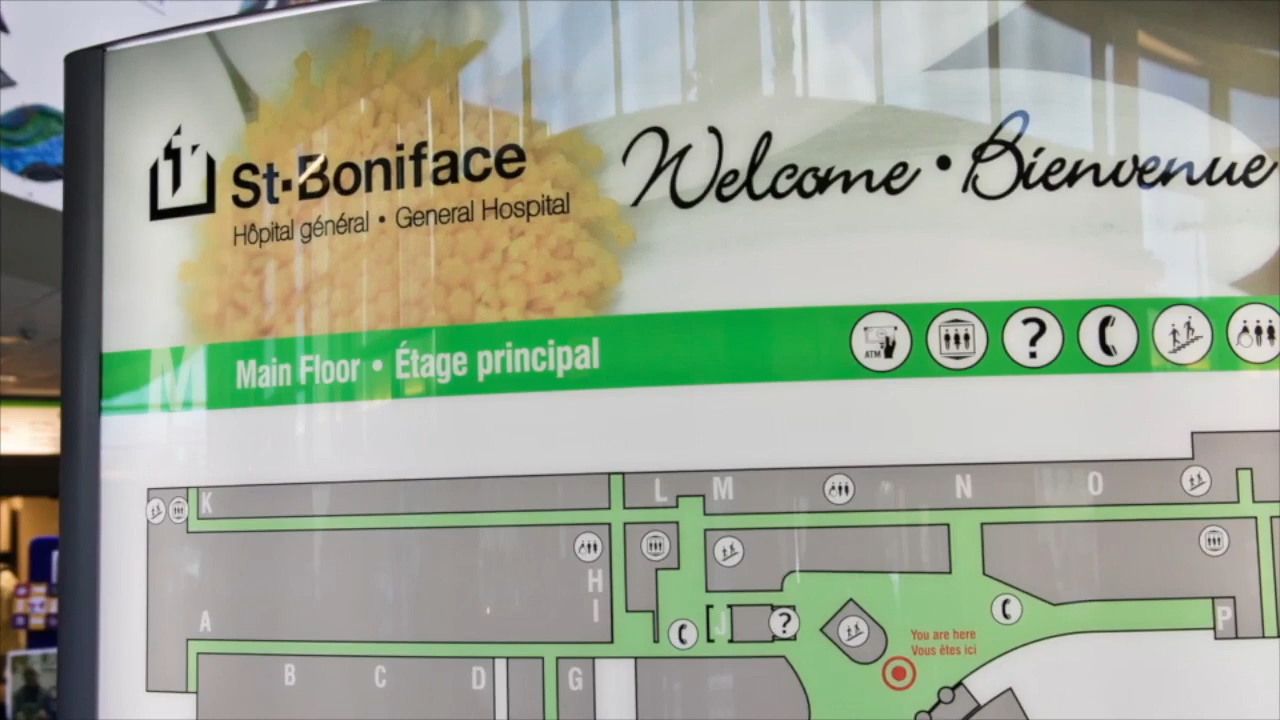 St·Boniface
Hôpital général • General Hospital
Welcome • Bienvenue
M
Main Floor • Étage principal
ATM
?
K
L
M
N
O
H
I
A
J
?
P
You are here
Vous êtes ici
B
C
D
G